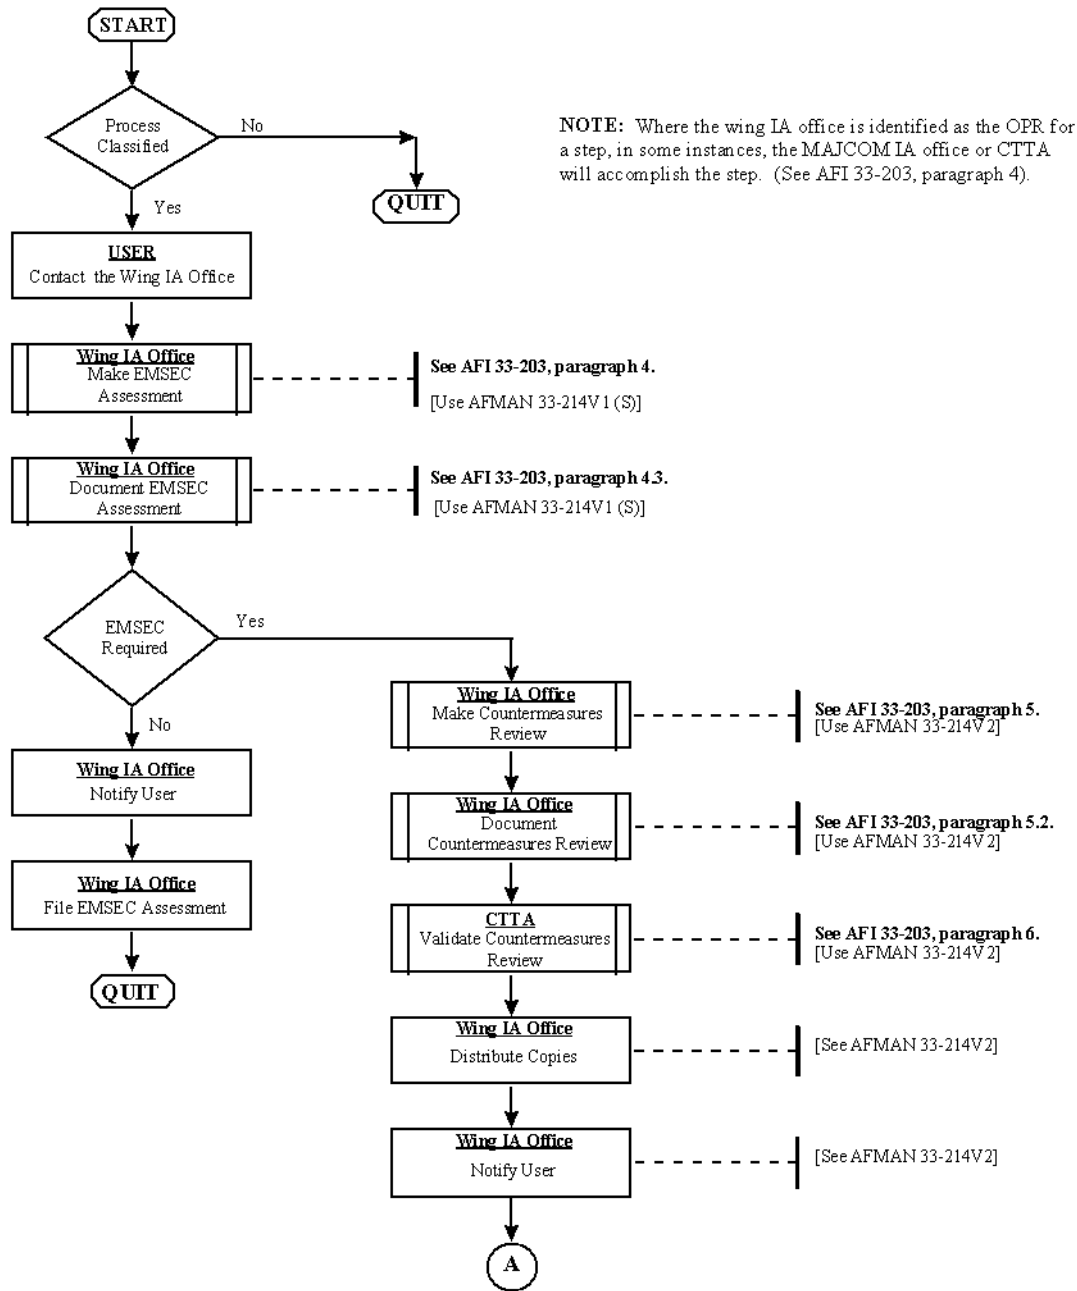 START
Process
Classified
No
NOTE: Where the wing IA office is identified as the OPR for
a step, in some instances, the MAJCOM IA office or CTTA
will accomplish the step. (See AFI 33-203, paragraph 4).
QUIT
Yes
USER
Contact the Wing IA Office
Wing IA Office
Make EMSEC
Assessment
See AFI 33-203, paragraph 4.
[Use AFMAN 33-214V1 (S)]
Wing IA Office
Document EMSEC
Assessment
See AFI 33-203, paragraph 4.3.
[Use AFMAN 33-214V1 (S)]
EMSEC
Required
Yes
No
Wing IA Office
Make Countermeasures
Review
See AFI 33-203, paragraph 5.
[Use AFMAN 33-214V2]
Wing IA Office
Notify User
Wing IA Office
Document
Countermeasures Review
See AFI 33-203, paragraph 5.2.
[Use AFMAN 33-214V2]
Wing IA Office
File EMSEC Assessment
CTTA
Validate Countermeasures
Review
See AFI 33-203, paragraph 6.
[Use AFMAN 33-214V2]
QUIT
Wing IA Office
Distribute Copies
[See AFMAN 33-214V2]
Wing IA Office
Notify User
[See AFMAN 33-214V2]
A